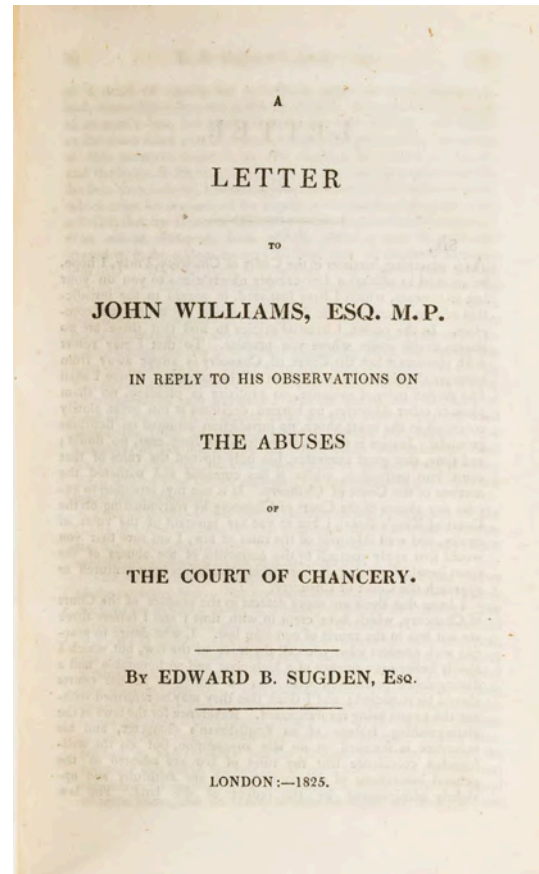 A
LETTER
TO
JOHN WILLIAMS, ESQ. M.P.
IN REPLY TO HIS OBSERVATIONS ON
THE ABUSES
OF
THE COURT OF CHANCERY.
By EDWARD B. SUGDEN, Esq.
LONDON:—1825.